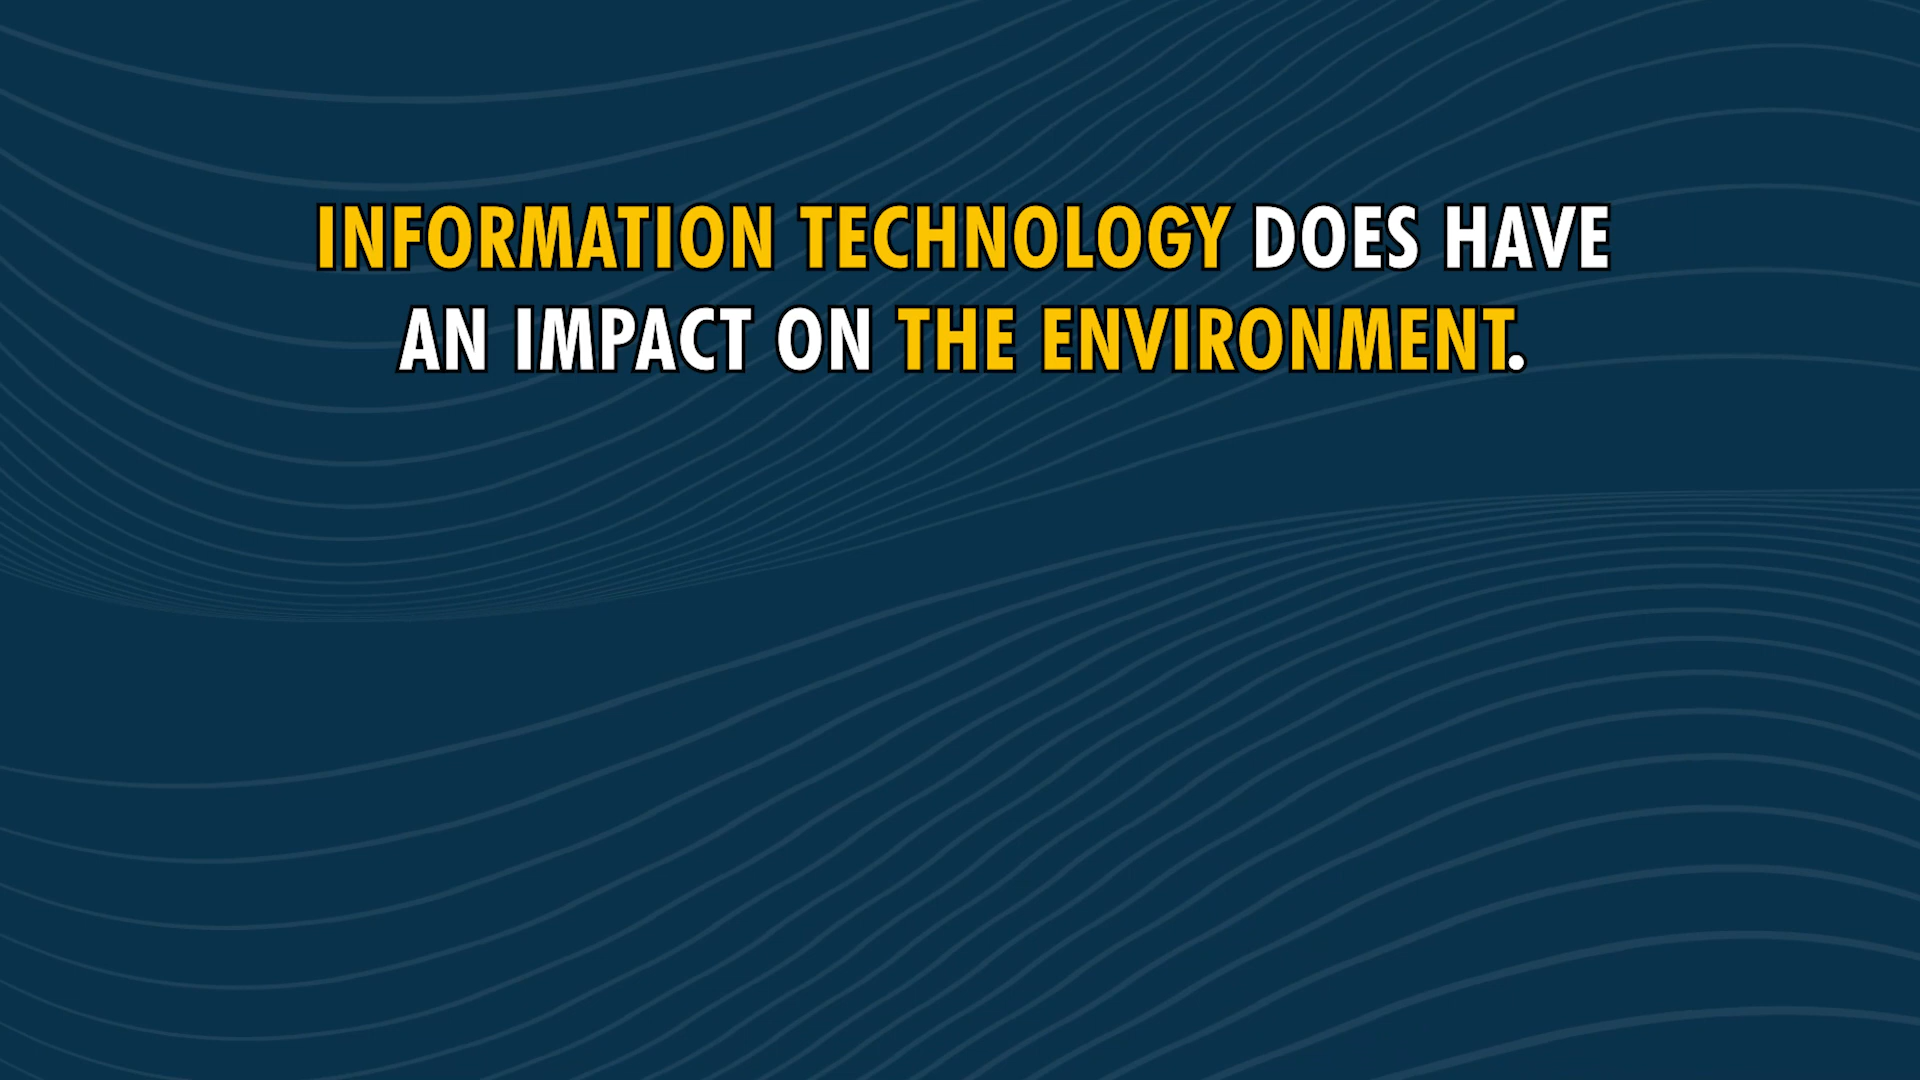 INFORMATION TECHNOLOGY DOES HAVE
AN IMPACT ON THE ENVIRONMENT.